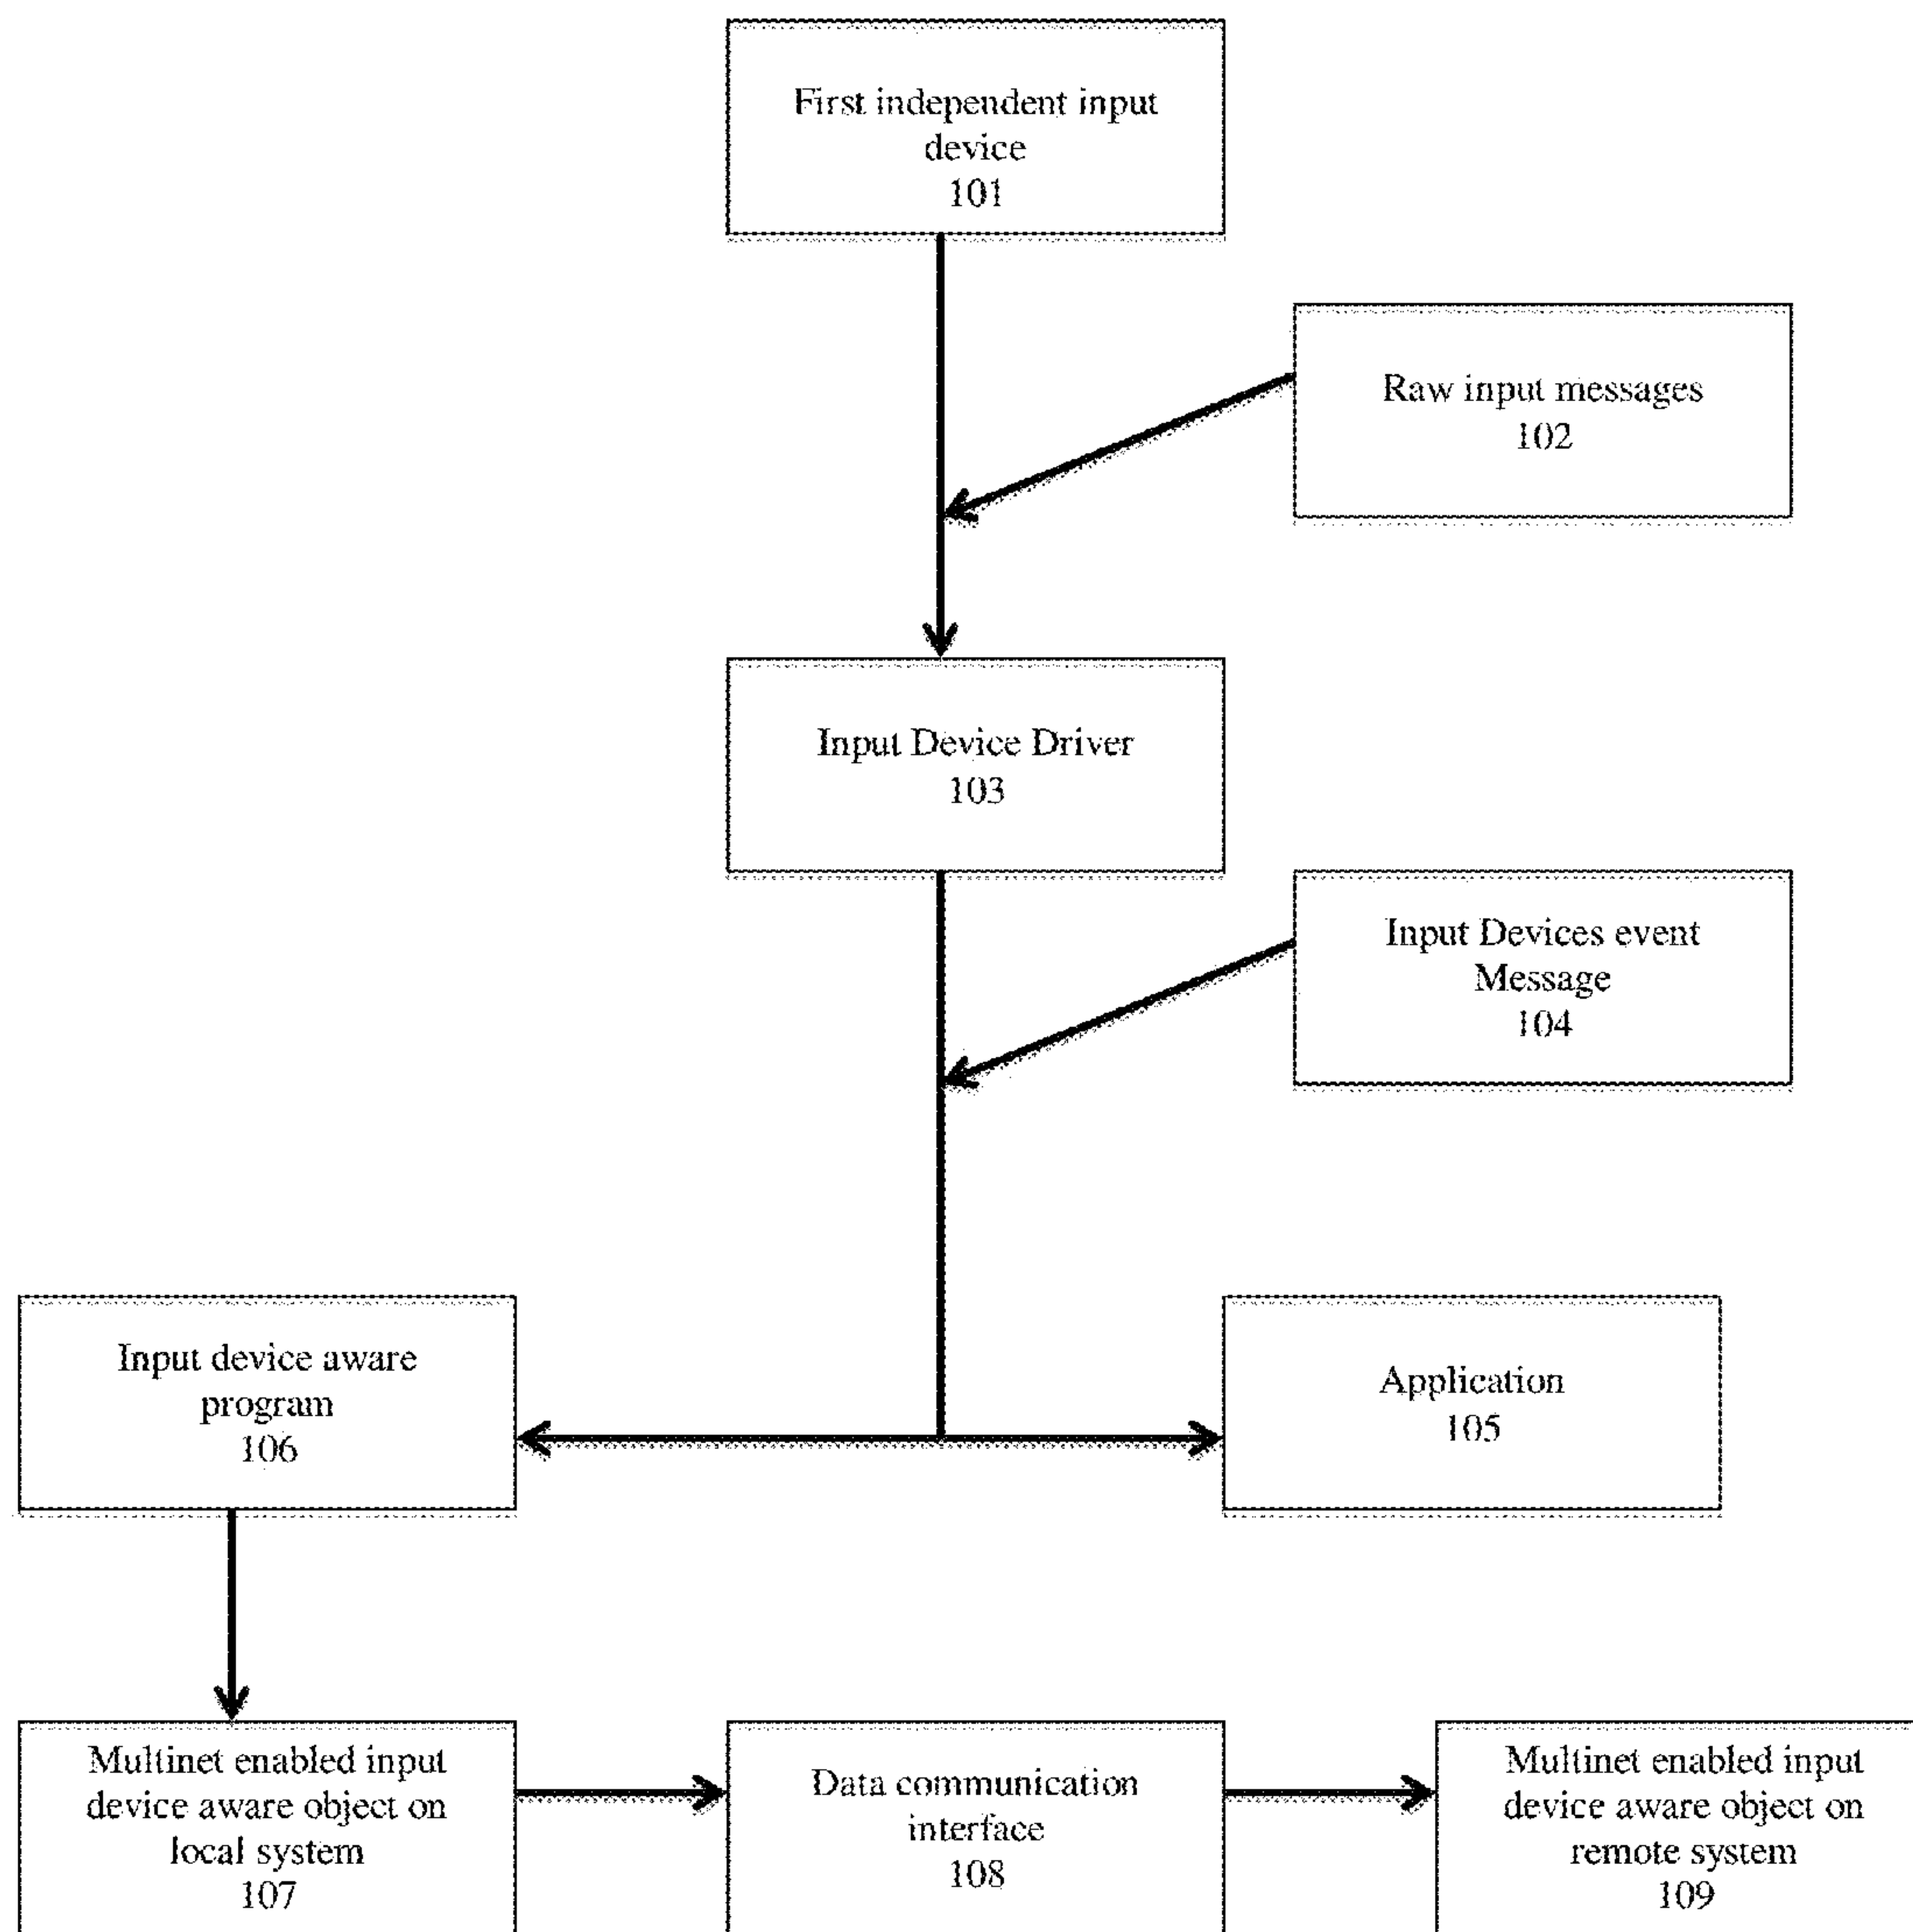 First independent input
device
101
Raw input messages
102
Input Device Driver
103
Input Devices event
Message
104
Input device aware
program
106
Application
105
Multinet enabled input
device aware object on
local system
107
Data communication
interface
108
Multinet enabled input
device aware object on
remote system
109